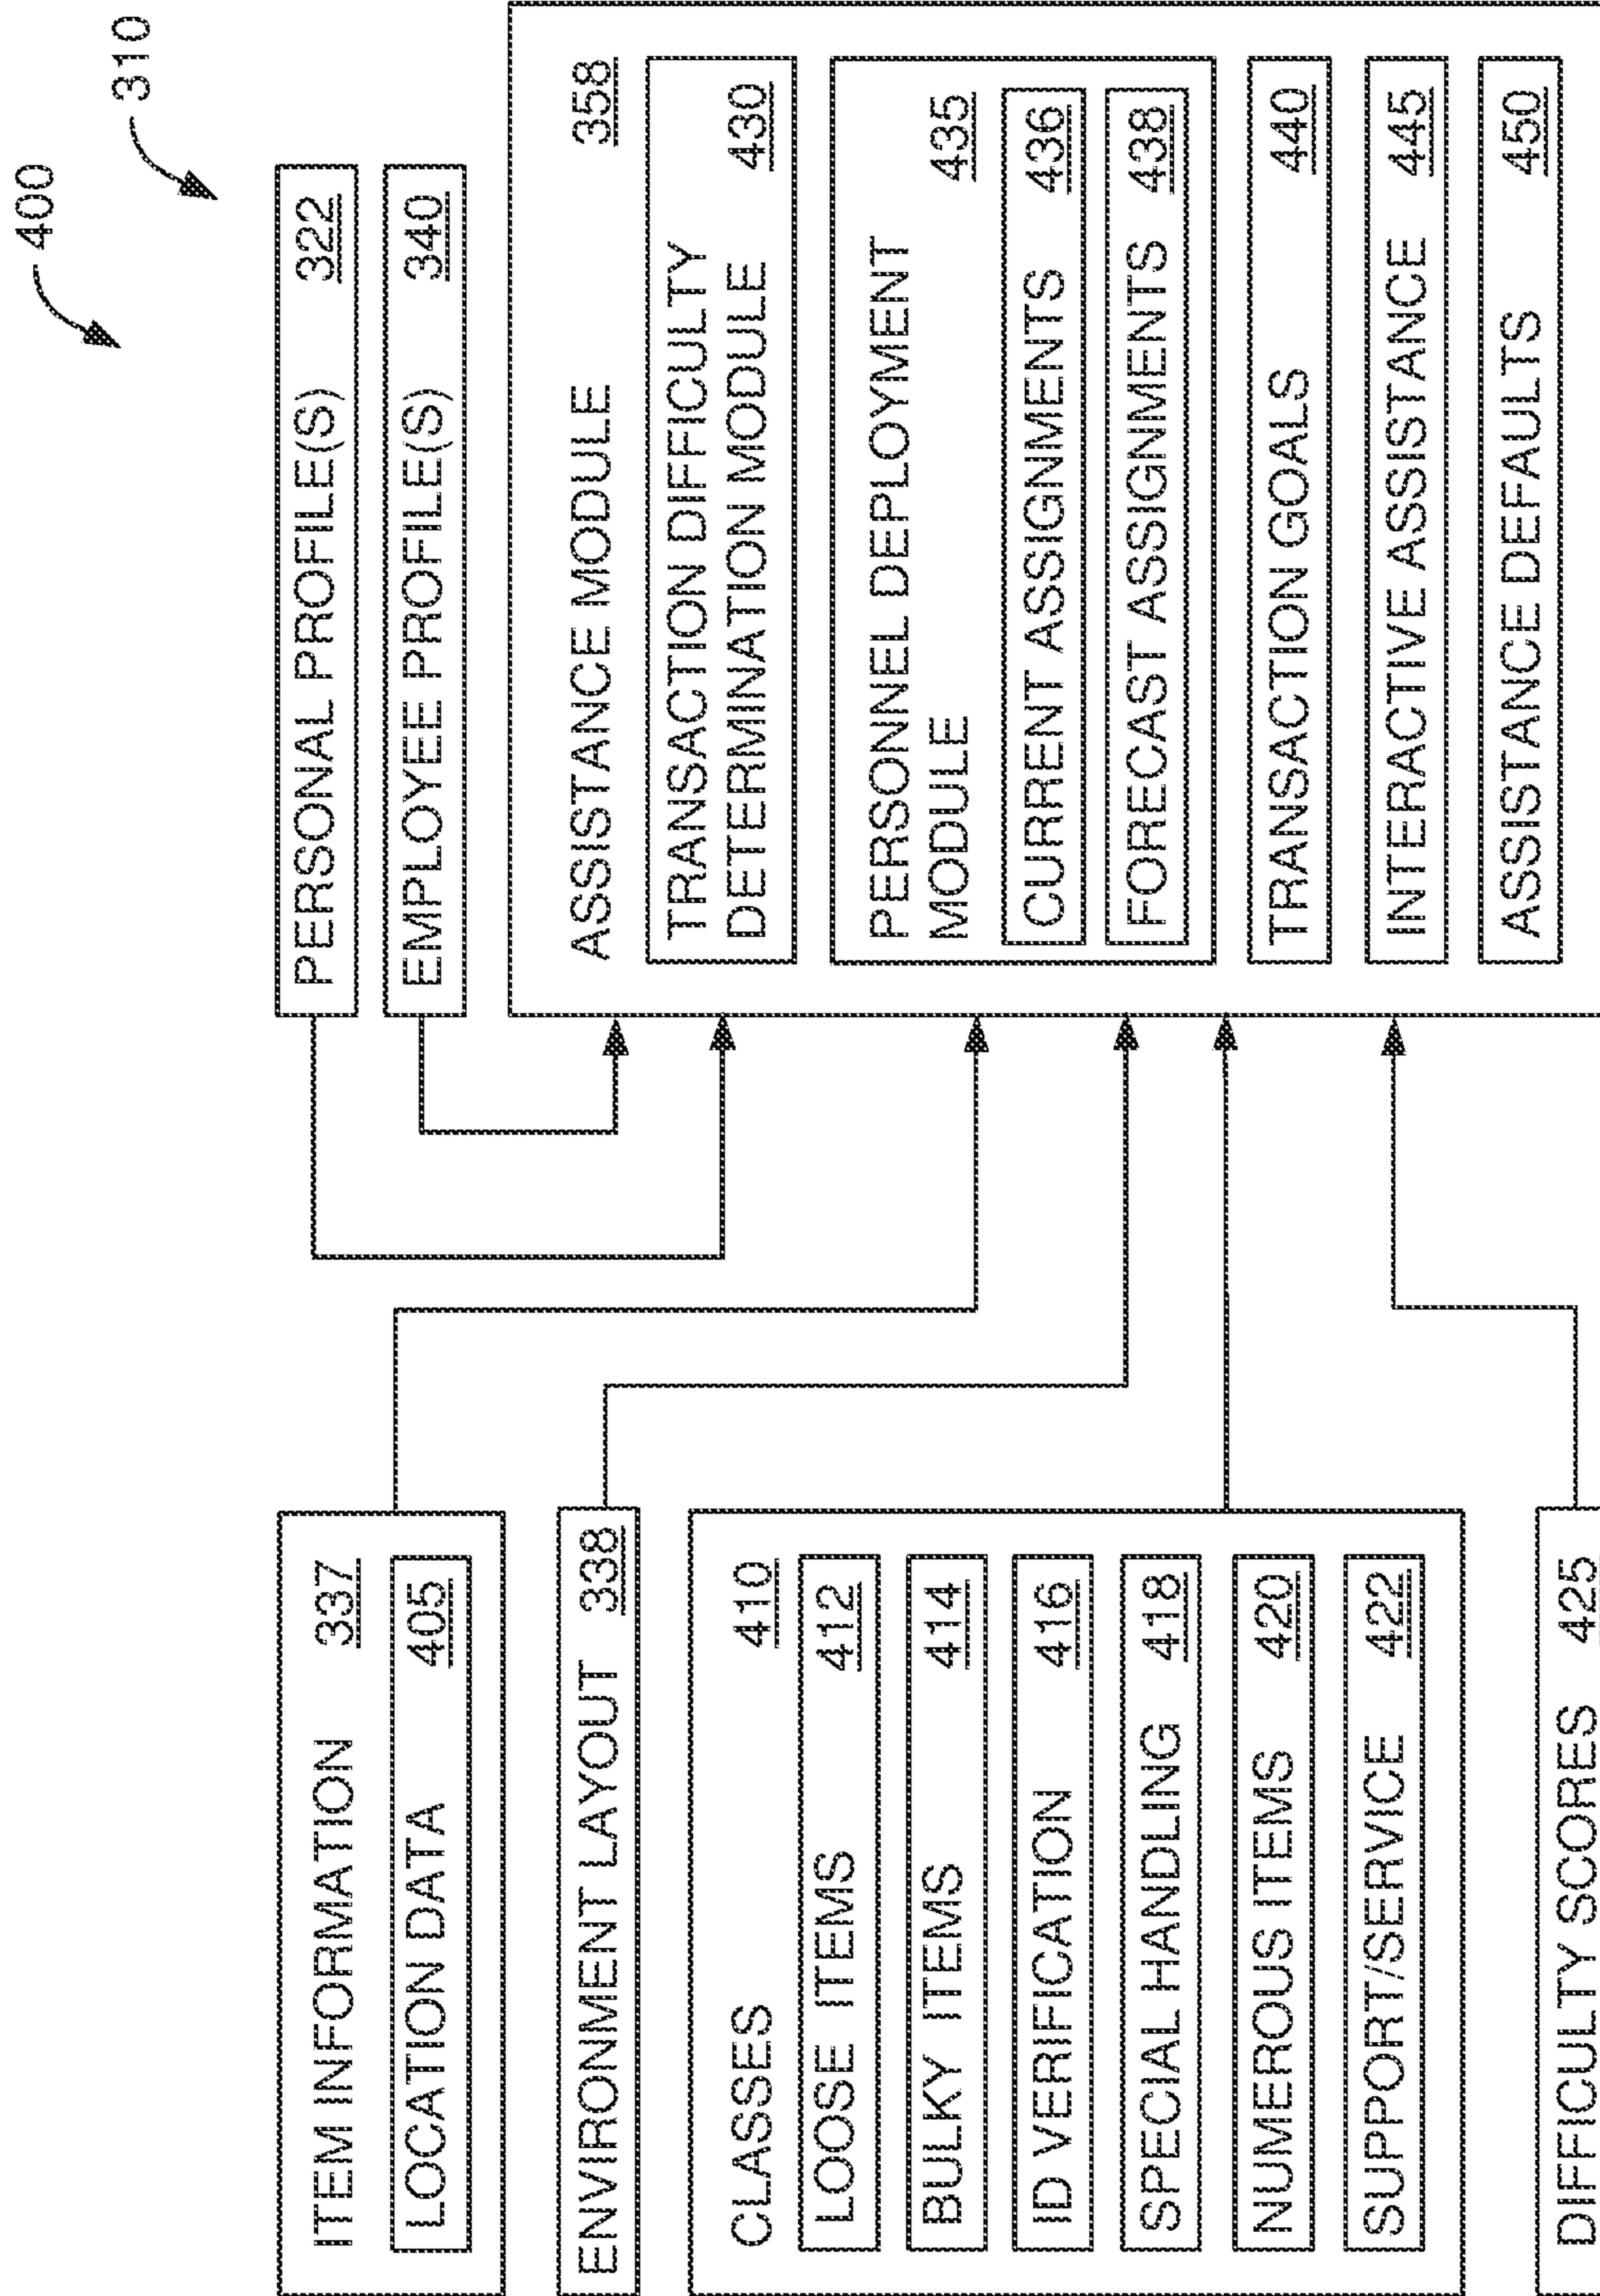 400
310
ITEM INFORMATION 337
LOCATION DATA 405
ENVIRONMENT LAYOUT 338
CLASSES 410
LOOSE ITEMS 412
BULKY ITEMS 414
ID VERIFICATION 416
SPECIAL HANDLING 418
NUMEROUS ITEMS 420
SUPPORT/SERVICE 422
DIFFICULTY SCORES 425
PERSONAL PROFILE(S) 322
EMPLOYEE PROFILE(S) 340
ASSISTANCE MODULE 358
TRANSACTION DIFFICULTY
DETERMINATION MODULE 430
PERSONNEL DEPLOYMENT
MODULE 435
CURRENT ASSIGNMENTS 436
FORECAST ASSIGNMENTS 438
TRANSACTION GOALS 440
INTERACTIVE ASSISTANCE 445
ASSISTANCE DEFAULTS 450